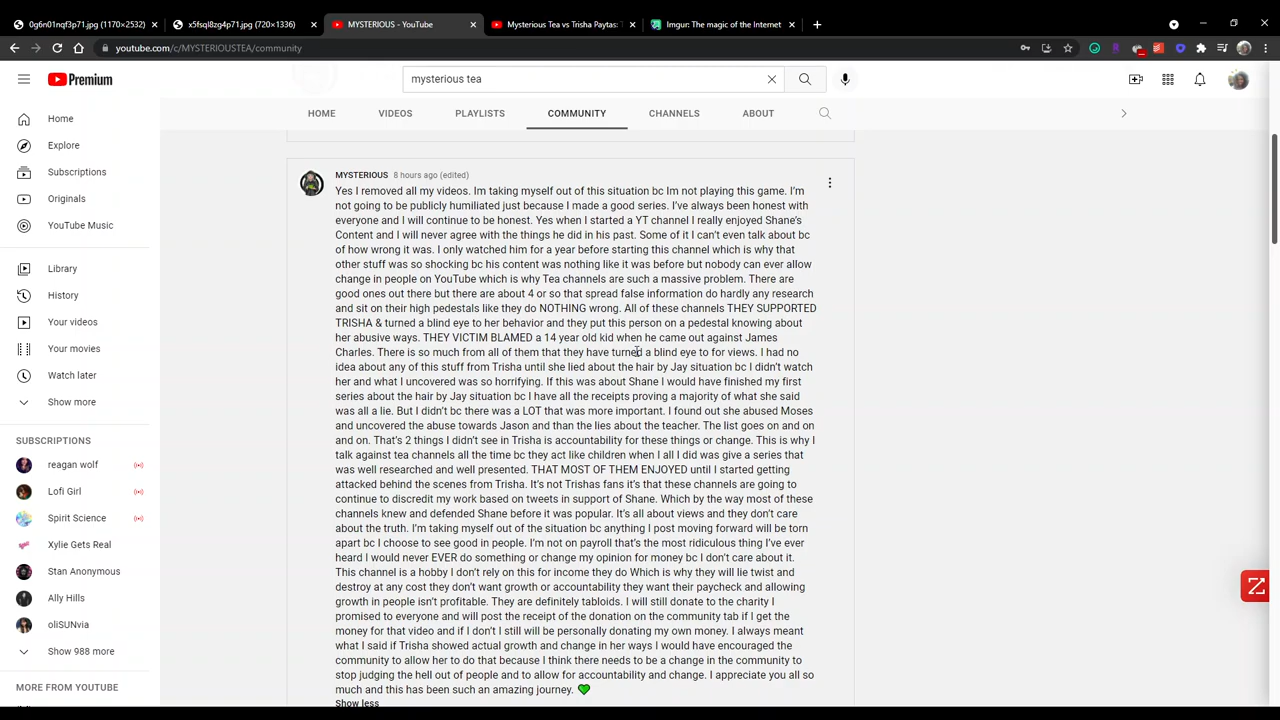 0g6n01nqf3p71.jpg (1170×2532)
x5fsql8zg4p71.jpg (720×1336)
MYSTERIOUS - YouTube
Mysterious Tea vs Trisha Paytas:
Imgur: The magic of the Internet
youtube.com/c/MYSTERIOUSTEA/community
YouTube Premium
mysterious tea
HOME VIDEOS PLAYLISTS COMMUNITY CHANNELS ABOUT
Home
Explore
Subscriptions
Originals
YouTube Music
Library
History
Your videos
Your movies
Watch later
Show more
SUBSCRIPTIONS
reagan wolf
Lofi Girl
Spirit Science
Xylie Gets Real
Stan Anonymous
Ally Hills
oliSUNvia
Show 988 more
MORE FROM YOUTUBE
MYSTERIOUS 8 hours ago (edited)
Yes I removed all my videos. Im taking myself out of this situation bc Im not playing this game. I'm
not going to be publicly humiliated just because I made a good series. I've always been honest with
everyone and I will continue to be honest. Yes when I started a YT channel I really enjoyed Shane's
Content and I will never agree with the things he did in his past. Some of it I can't even talk about bc
of how wrong it was. I only watched him for a year before starting this channel which is why that
other stuff was so shocking bc his content was nothing like it was before but nobody can ever allow
change in people on YouTube which is why Tea channels are such a massive problem. There are
good ones out there but there are about 4 or so that spread false information do hardly any research
and sit on their high pedestals like they do NOTHING wrong. All of these channels THEY SUPPORTED
TRISHA & turned a blind eye to her behavior and they put this person on a pedestal knowing about
her abusive ways. THEY VICTIM BLAMED a 14 year old kid when he came out against James
Charles. There is so much from all of them that they have turned a blind eye to for views. I had no
idea about any of this stuff from Trisha until she lied about the hair by Jay situation bc I didn't watch
her and what I uncovered was so horrifying. If this was about Shane I would have finished my first
series about the hair by Jay situation bc I have all the receipts proving a majority of what she said
was all a lie. But I didn't bc there was a LOT that was more important. I found out she abused Moses
and uncovered the abuse towards Jason and than the lies about the teacher. The list goes on and on
and on. That's 2 things I didn't see in Trisha is accountability for these things or change. This is why I
talk against tea channels all the time bc they act like children when I all I did was give a series that
was well researched and well presented. THAT MOST OF THEM ENJOYED until I started getting
attacked behind the scenes from Trisha. It's not Trishas fans it's that these channels are going to
continue to discredit my work based on tweets in support of Shane. Which by the way most of these
channels knew and defended Shane before it was popular. It's all about views and they don't care
about the truth. I'm taking myself out of the situation bc anything I post moving forward will be torn
apart bc I choose to see good in people. I'm not on payroll that's the most ridiculous thing I've ever
heard I would never EVER do something or change my opinion for money bc I don't care about it.
This channel is a hobby I don't rely on this for income they do Which is why they will lie twist and
destroy at any cost they don't want growth or accountability they want their paycheck and allowing
growth in people isn't profitable. They are definitely tabloids. I will still donate to the charity I
promised to everyone and will post the receipt of the donation on the community tab if I get the
money for that video and if I don't I still will be personally donating my own money. I always meant
what I said if Trisha showed actual growth and change in her ways I would have encouraged the
community to allow her to do that because I think there needs to be a change in the community to
stop judging the hell out of people and to allow for accountability and change. I appreciate you all so
much and this has been such an amazing journey. 💚
Show less